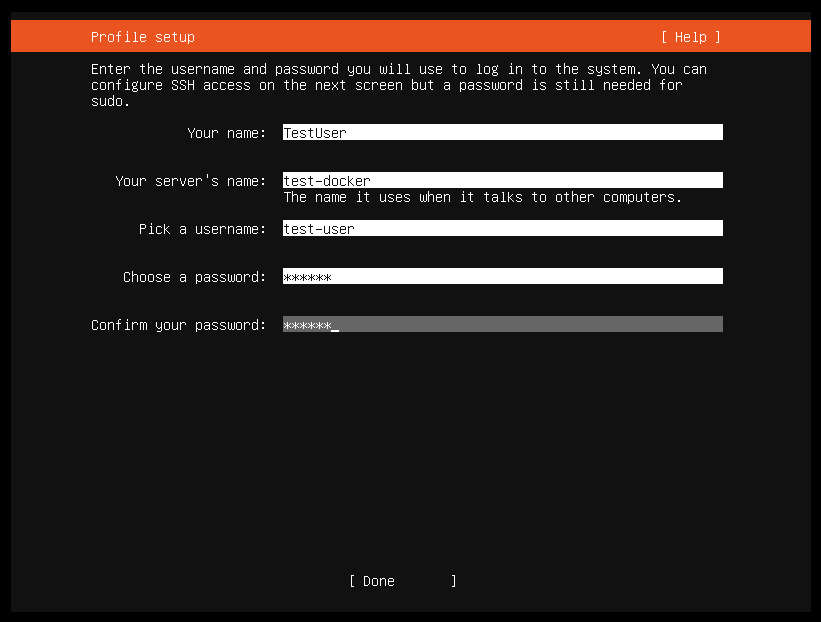 Profile setup [ Help ]
Enter the username and password you will use to log in to the system. You can
configure SSH access on the next screen but a password is still needed for
sudo.
Your name: TestUser
Your server's name: test-docker
The name it uses when it talks to other computers.
Pick a username: test-user
Choose a password: ******
Confirm your password: ******_
[ Done ]